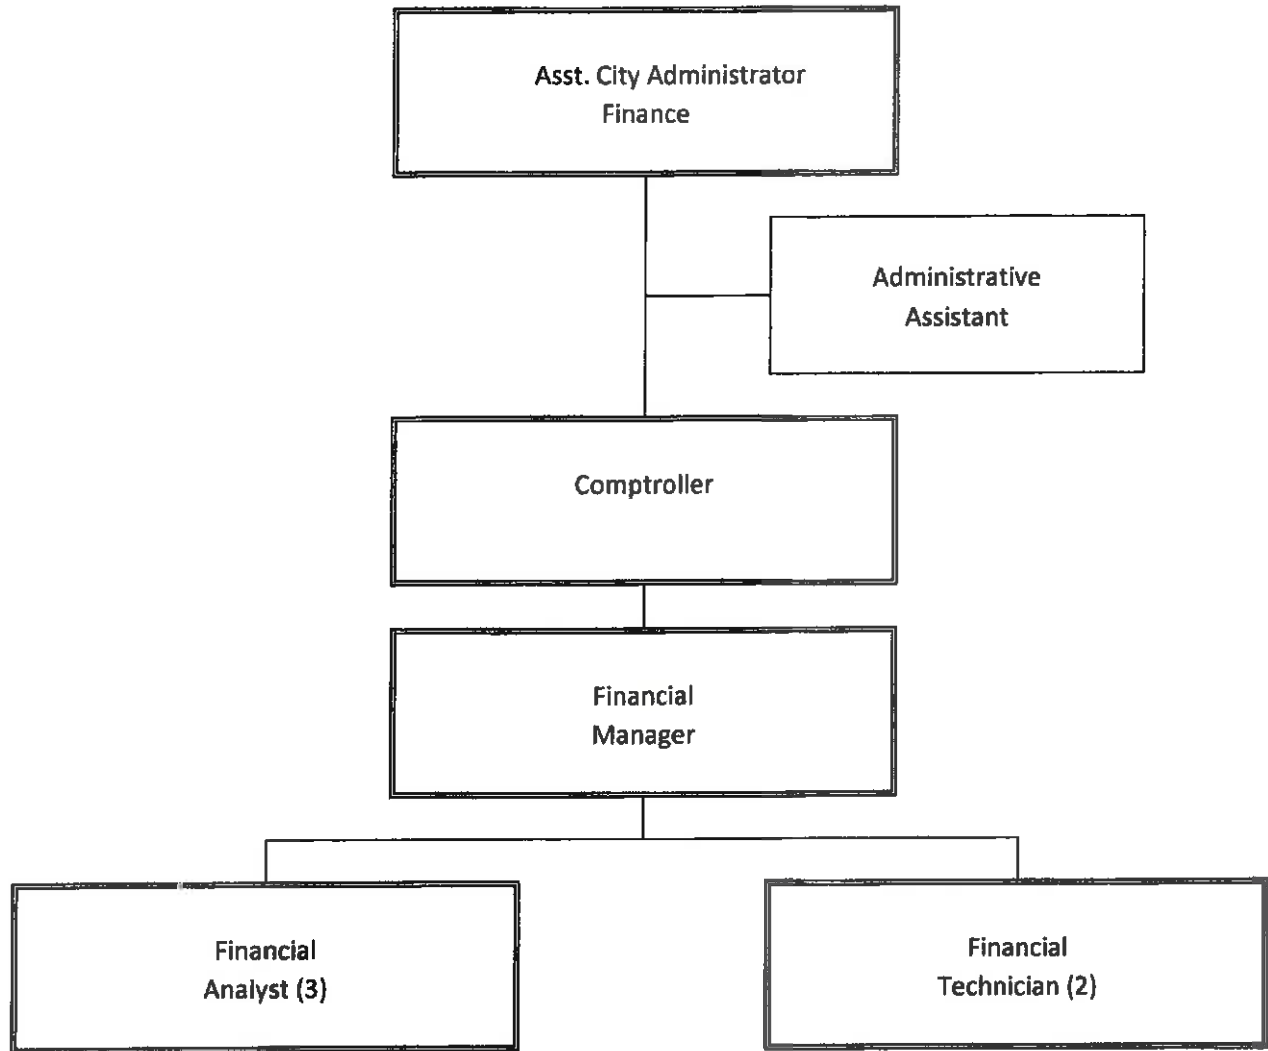 Asst. City Administrator
Finance
Administrative
Assistant
Comptroller
Financial
Manager
Financial
Analyst (3)
Financial
Technician (2)